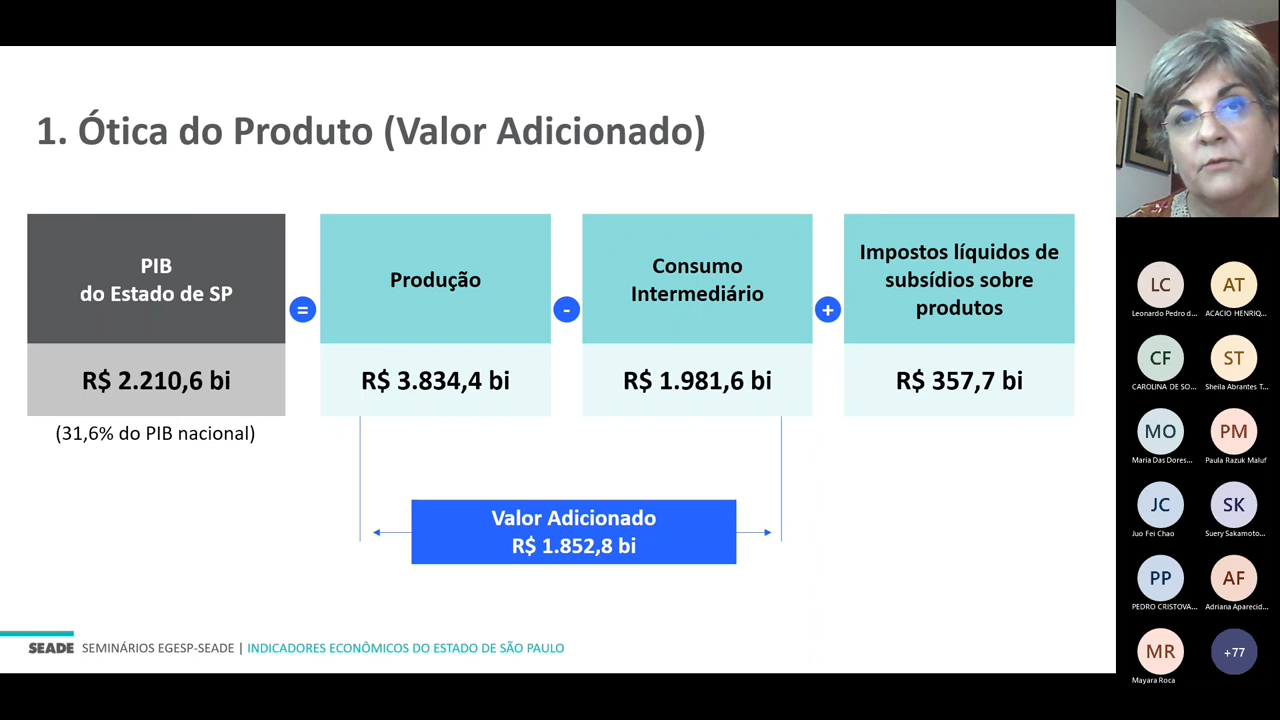 1. Ótica do Produto (Valor Adicionado)
PIB
do Estado de SP
R$ 2.210,6 bi
(31,6% do PIB nacional)
=
Produção
R$ 3.834,4 bi
-
Consumo
Intermediário
R$ 1.981,6 bi
+
Impostos líquidos de
subsídios sobre
produtos
R$ 357,7 bi
Valor Adicionado
R$ 1.852,8 bi
SEADE SEMINÁRIOS EGESP-SEADE | INDICADORES ECONÔMICOS DO ESTADO DE SÃO PAULO
LC
Leonardo Pedro d...
AT
ACACIO HENRIQ...
CF
CAROLINA DE SO...
ST
Sheila Abrantes T...
MO
Maria Das Dores...
PM
Paula Razuk Maluf
JC
Juo Fei Chao
SK
Suery Sakamoto...
PP
PEDRO CRISTOVA...
AF
Adriana Aparecid...
MR
Mayara Roca
+77